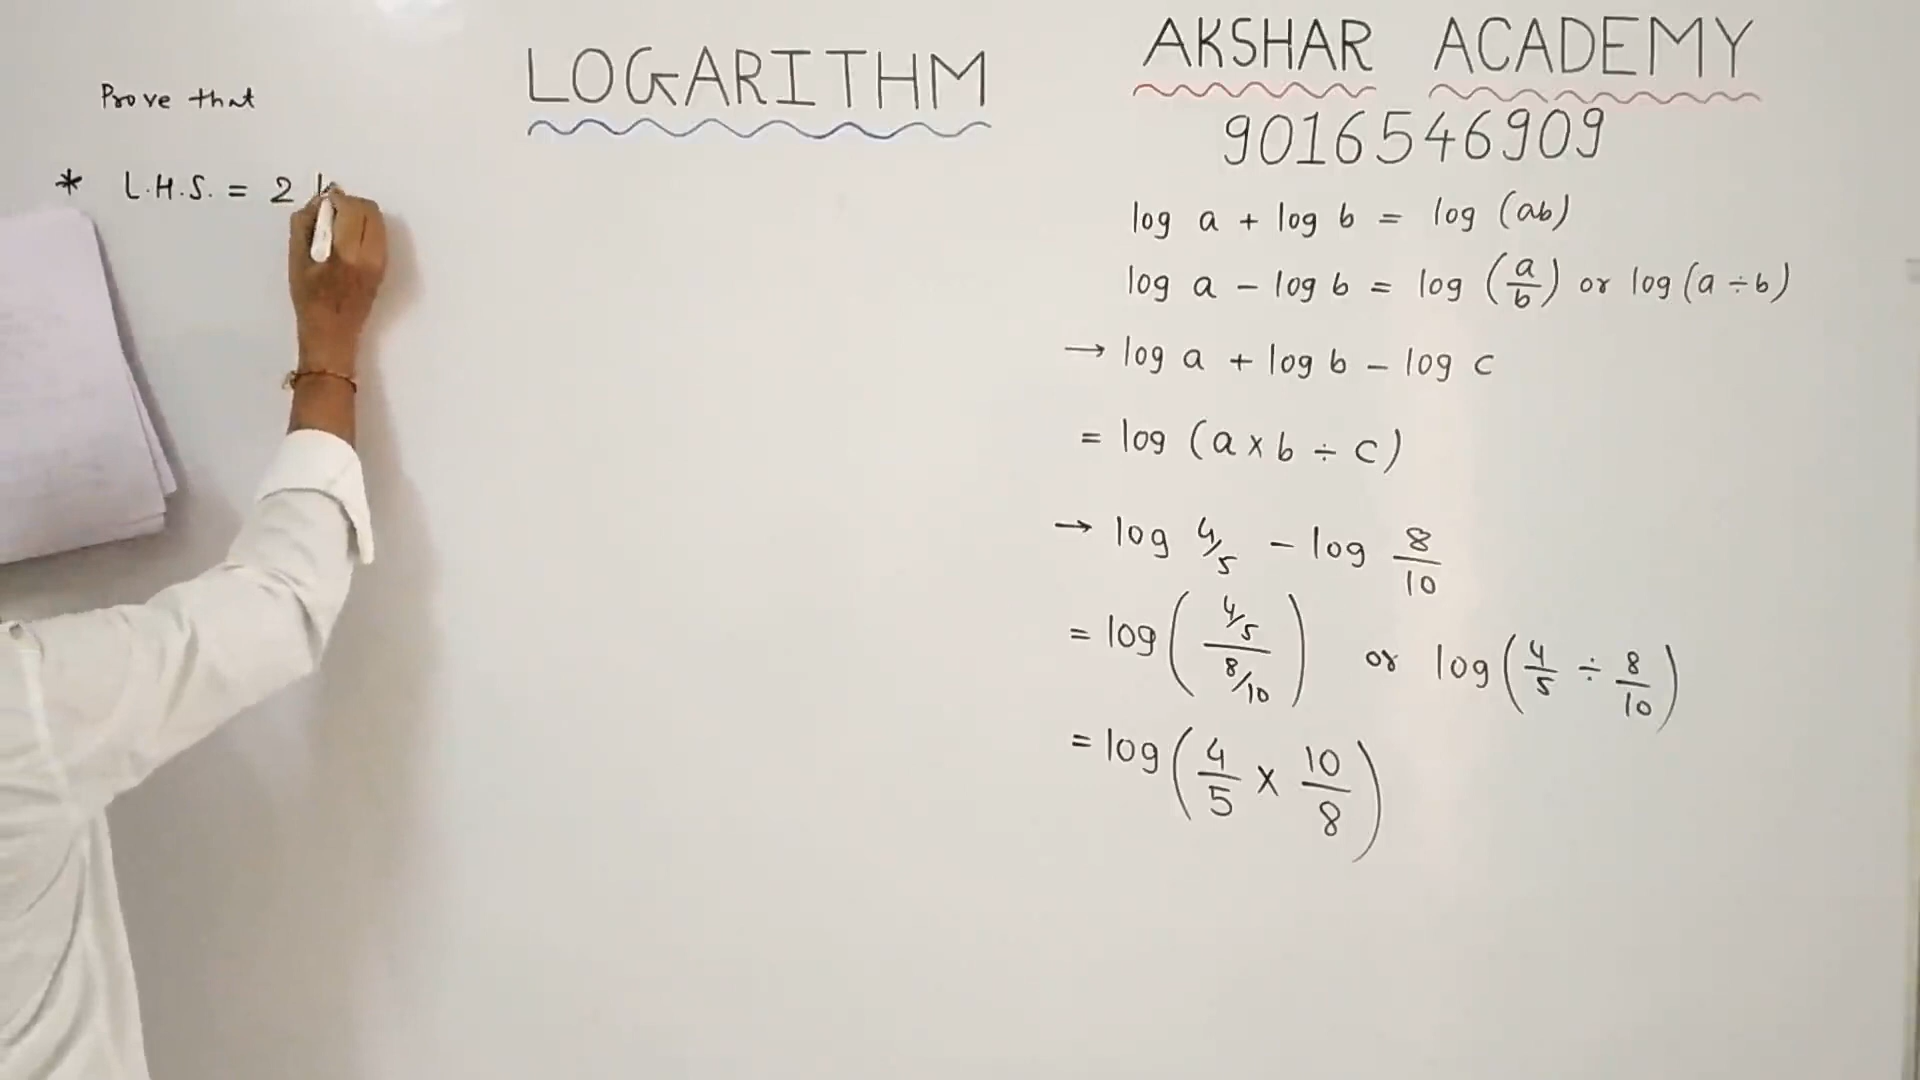 LOGARITHM
AKSHAR ACADEMY
9016546909
Prove that
* L.H.S. = 2
log a + log b = log (ab)
log a - log b = log (a/b) or log (a ÷ b)
→ log a + log b - log c
= log (a × b ÷ c)
→ log 4/5 - log 8/10
= log ((4/5)/(8/10)) or log (4/5 ÷ 8/10)
= log (4/5 × 10/8)